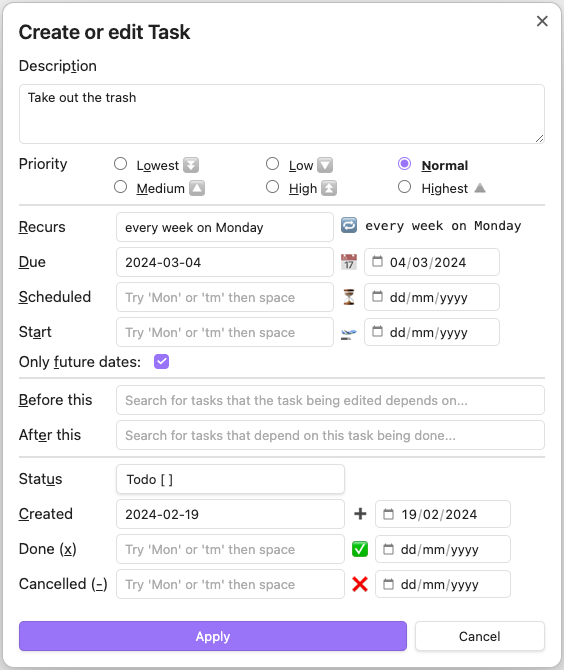 Create or edit Task
Description
Take out the trash
Priority Lowest Low Normal
Medium High Highest
Recurs every week on Monday every week on Monday
Due 2024-03-04 04/03/2024
Scheduled Try 'Mon' or 'tm' then space dd/mm/yyyy
Start Try 'Mon' or 'tm' then space dd/mm/yyyy
Only future dates:
Before this Search for tasks that the task being edited depends on...
After this Search for tasks that depend on this task being done...
Status Todo [ ]
Created 2024-02-19 19/02/2024
Done (x) Try 'Mon' or 'tm' then space dd/mm/yyyy
Cancelled (-) Try 'Mon' or 'tm' then space dd/mm/yyyy
Apply Cancel